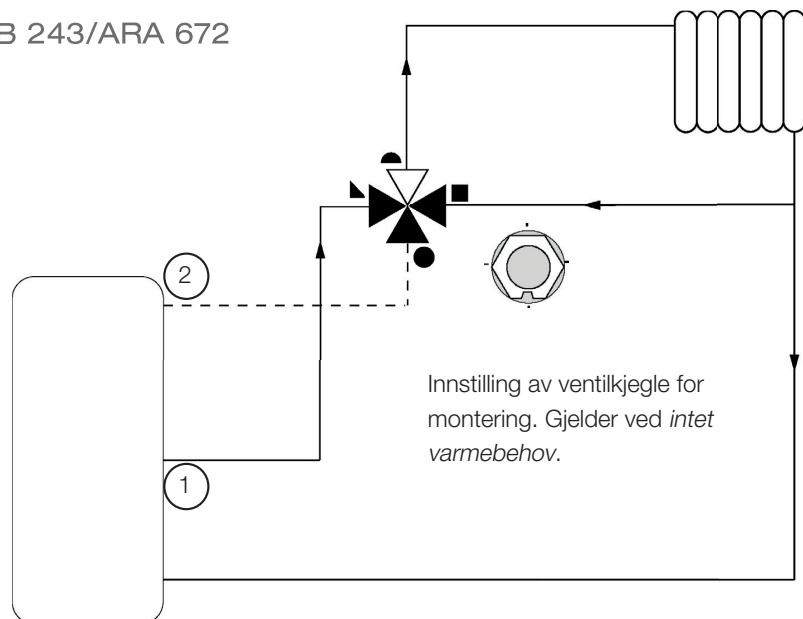 B 243/ARA 672
2
Innstilling av ventilkjegle for
montering. Gjelder ved intet
varmebehov.
1